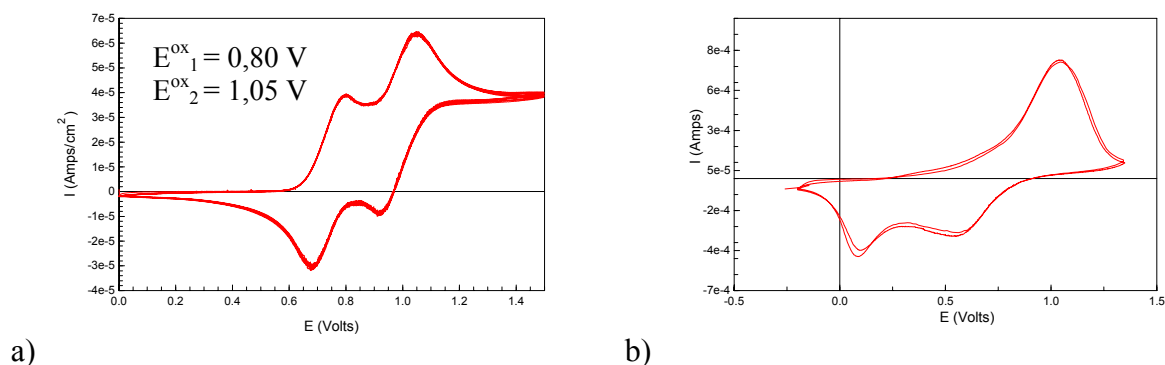 7e-5
6e-5
5e-5
4e-5
3e-5
2e-5
1e-5
0
-1e-5
-2e-5
-3e-5
-4e-5
I (Amps/cm²)
E^ox_1 = 0,80 V
E^ox_2 = 1,05 V
0.0 0.2 0.4 0.6 0.8 1.0 1.2 1.4
E (Volts)
a)
8e-4
6e-4
3e-4
5e-5
-2e-4
-4e-4
-7e-4
I (Amps)
-0.5 0.0 0.5 1.0 1.5
E (Volts)
b)